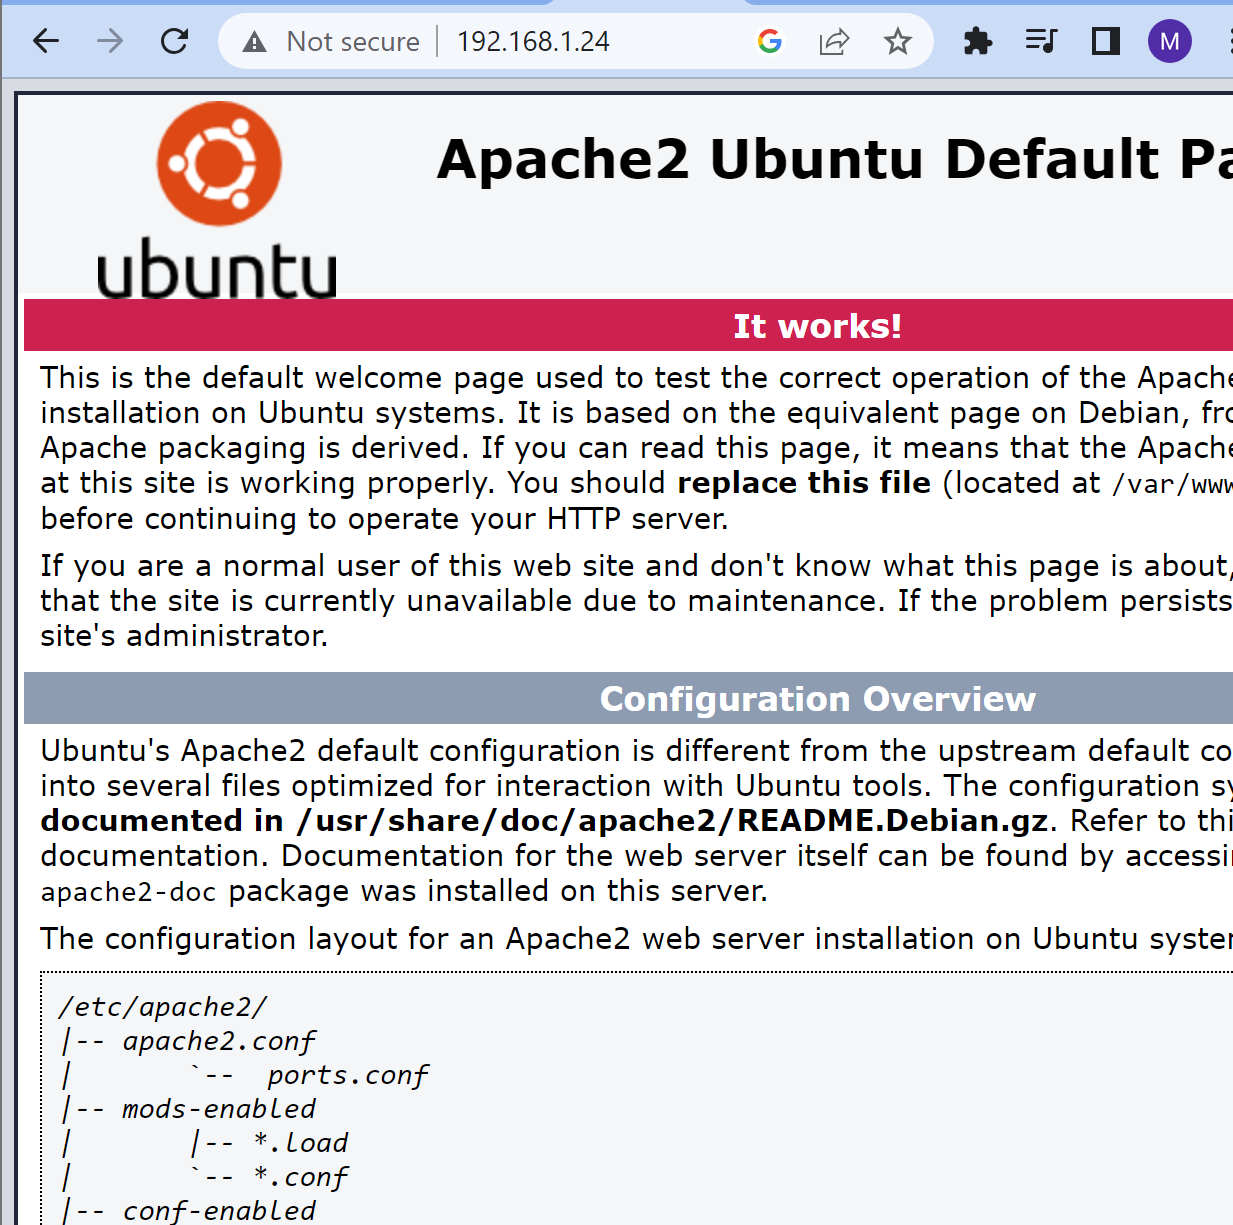 Not secure 192.168.1.24
M
ubuntu
Apache2 Ubuntu Default
It works!
This is the default welcome page used to test the correct operation of the Apache
installation on Ubuntu systems. It is based on the equivalent page on Debian,
Apache packaging is derived. If you can read this page, it means that the Apache
at this site is working properly. You should replace this file (located at /var/www
before continuing to operate your HTTP server.
If you are a normal user of this web site and don't know what this page is about,
that the site is currently unavailable due to maintenance. If the problem persists
site's administrator.
Configuration Overview
Ubuntu's Apache2 default configuration is different from the upstream default
into several files optimized for interaction with Ubuntu tools. The configuration
documented in /usr/share/doc/apache2/README.Debian.gz. Refer to
documentation. Documentation for the web server itself can be found by
apache2-doc package was installed on this server.
The configuration layout for an Apache2 web server installation on Ubuntu
/etc/apache2/
|-- apache2.conf
|       `--  ports.conf
|-- mods-enabled
|       |-- *.load
|       `-- *.conf
|-- conf-enabled